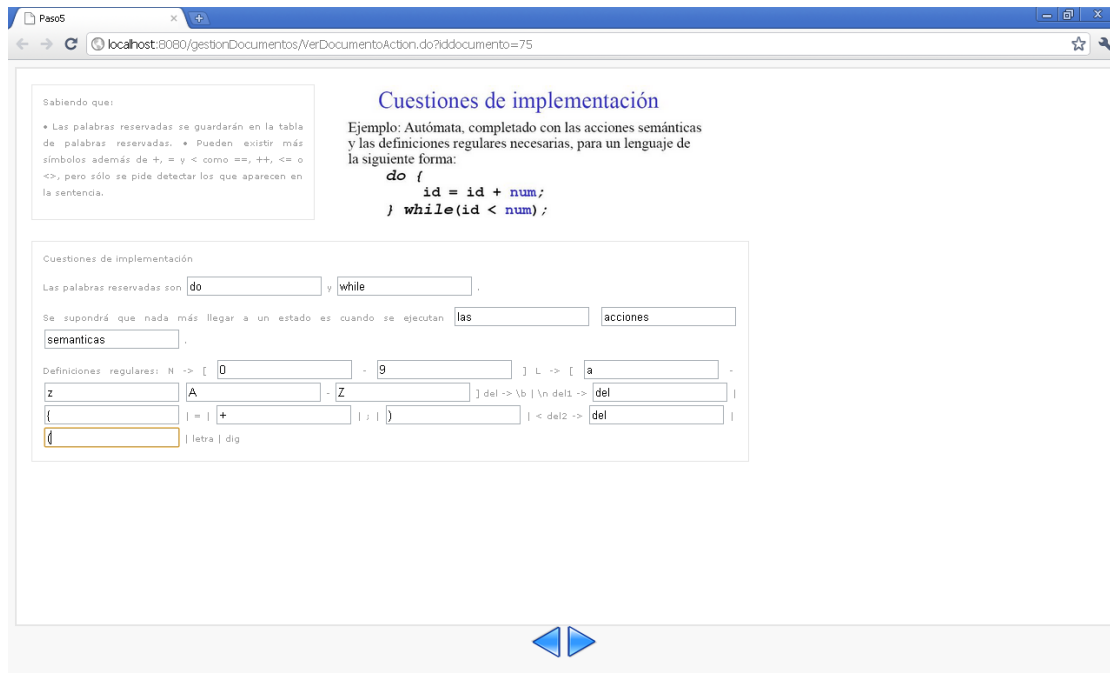 Paso5
localhost:8080/gestionDocumentos/VerDocumentoAction.do?iddocumento=75
Sabiendo que:
• Las palabras reservadas se guardarán en la tabla
de palabras reservadas. • Pueden existir más
símbolos además de +, = y < como ==, ++, <= o
<>, pero sólo se pide detectar los que aparecen en
la sentencia.
Cuestiones de implementación
Ejemplo: Autómata, completado con las acciones semánticas
y las definiciones regulares necesarias, para un lenguaje de
la siguiente forma:
do {
id = id + num;
} while(id < num);
Cuestiones de implementación
Las palabras reservadas son do y while .
Se supondrá que nada más llegar a un estado es cuando se ejecutan las acciones
semanticas .
Definiciones regulares: N -> [ 0 - 9 ] L -> [ a -
z A - Z ] del -> \b | \n del1 -> del |
{ | = | + | ; | ) | < del2 -> del |
( | letra | dig